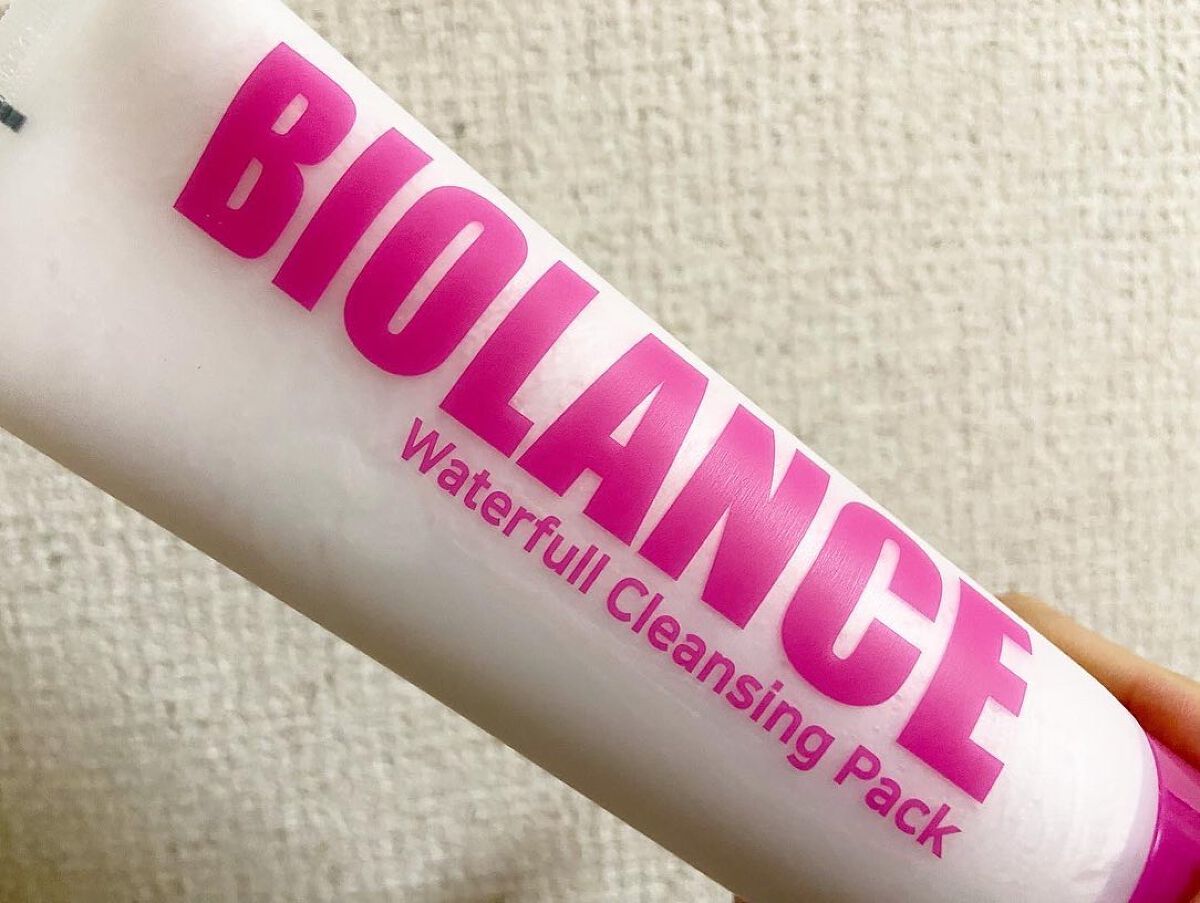 BIOLANCE
Waterfull Cleansing Pack